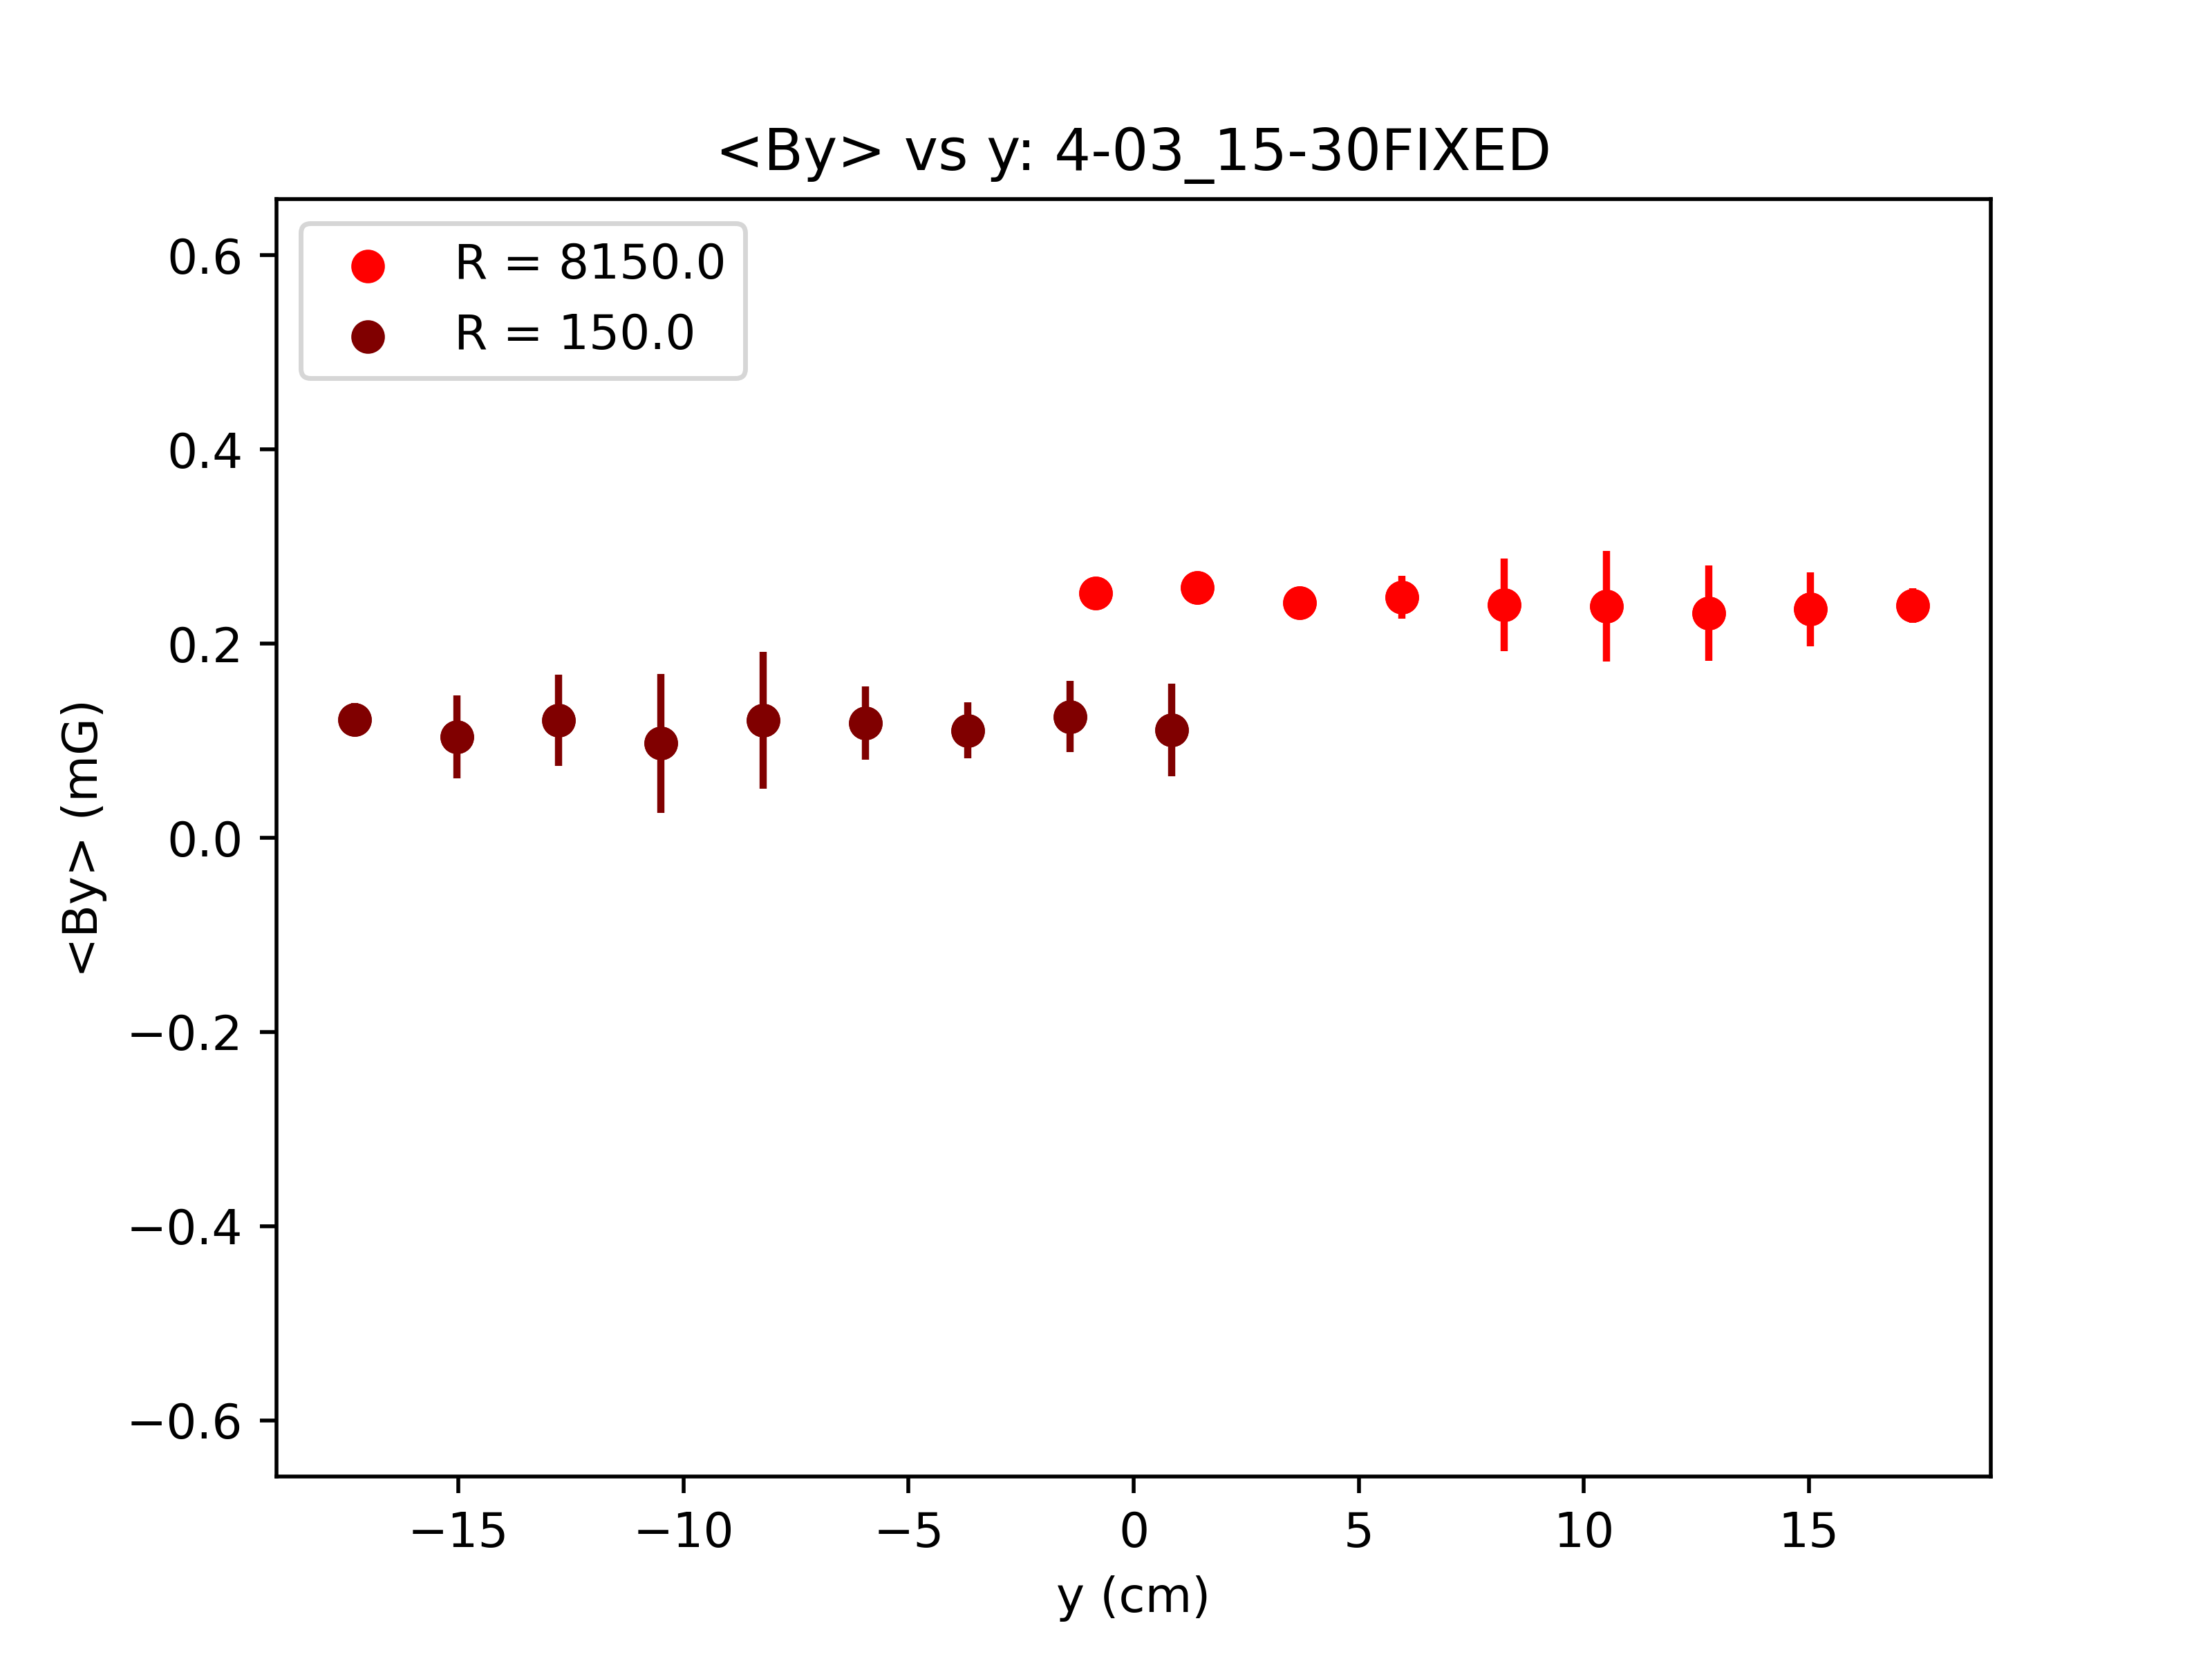 <By> vs y: 4-03_15-30FIXED
R = 8150.0
R = 150.0
0.6
0.4
0.2
0.0
−0.2
−0.4
−0.6
<By> (mG)
−15 −10 −5 0 5 10 15
y (cm)